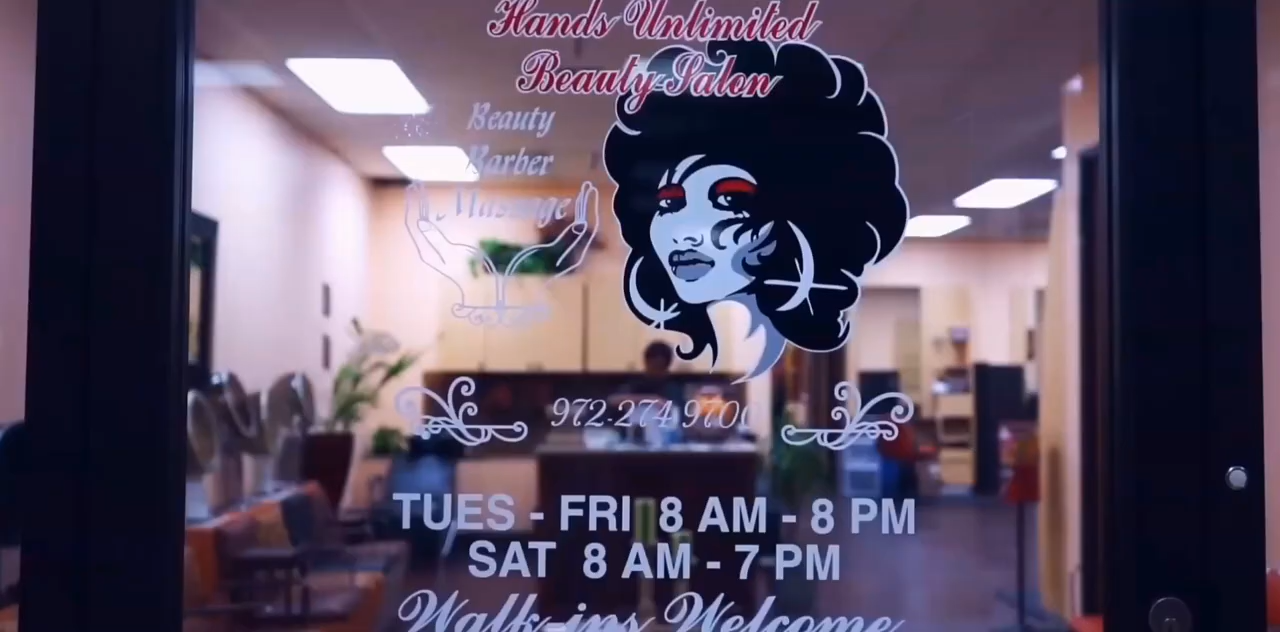 Hands Unlimited
Beauty Salon
Beauty
Barber
Massage
972-274-9700
TUES - FRI 8 AM - 8 PM
SAT 8 AM - 7 PM
Walk-ins Welcome